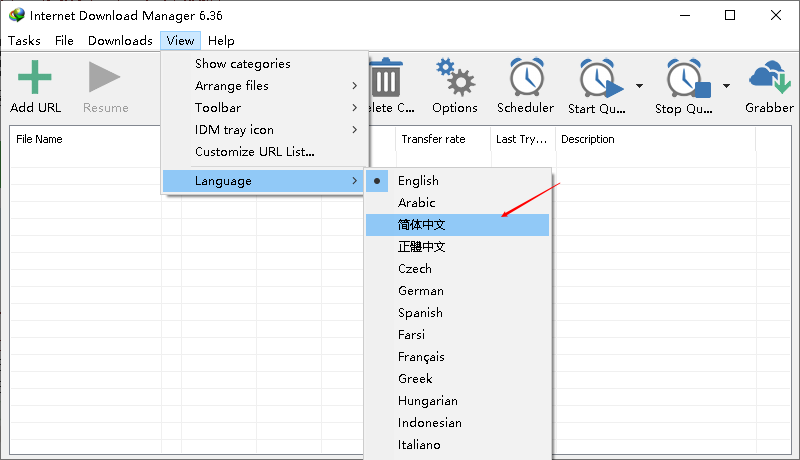 Internet Download Manager 6.36
Tasks File Downloads View Help
Show categories
Arrange files
Toolbar
IDM tray icon
Customize URL List...
Language
Add URL
Resume
elete C...
Options
Scheduler
Start Qu...
Stop Qu...
Grabber
File Name
Transfer rate
Last Try...
Description
English
Arabic
简体中文
正體中文
Czech
German
Spanish
Farsi
Français
Greek
Hungarian
Indonesian
Italiano